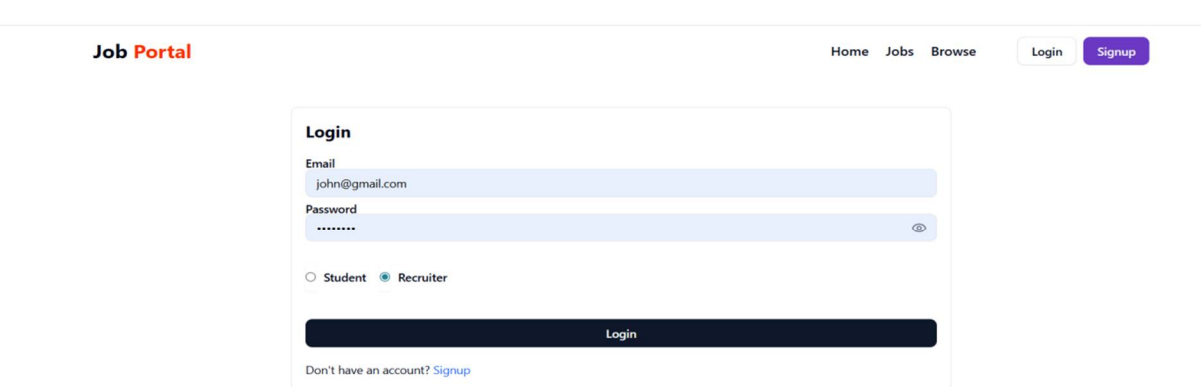 Job Portal Home Jobs Browse Login Signup
Login
Email
john@gmail.com
Password
••••••••
Student Recruiter
Login
Don't have an account? Signup